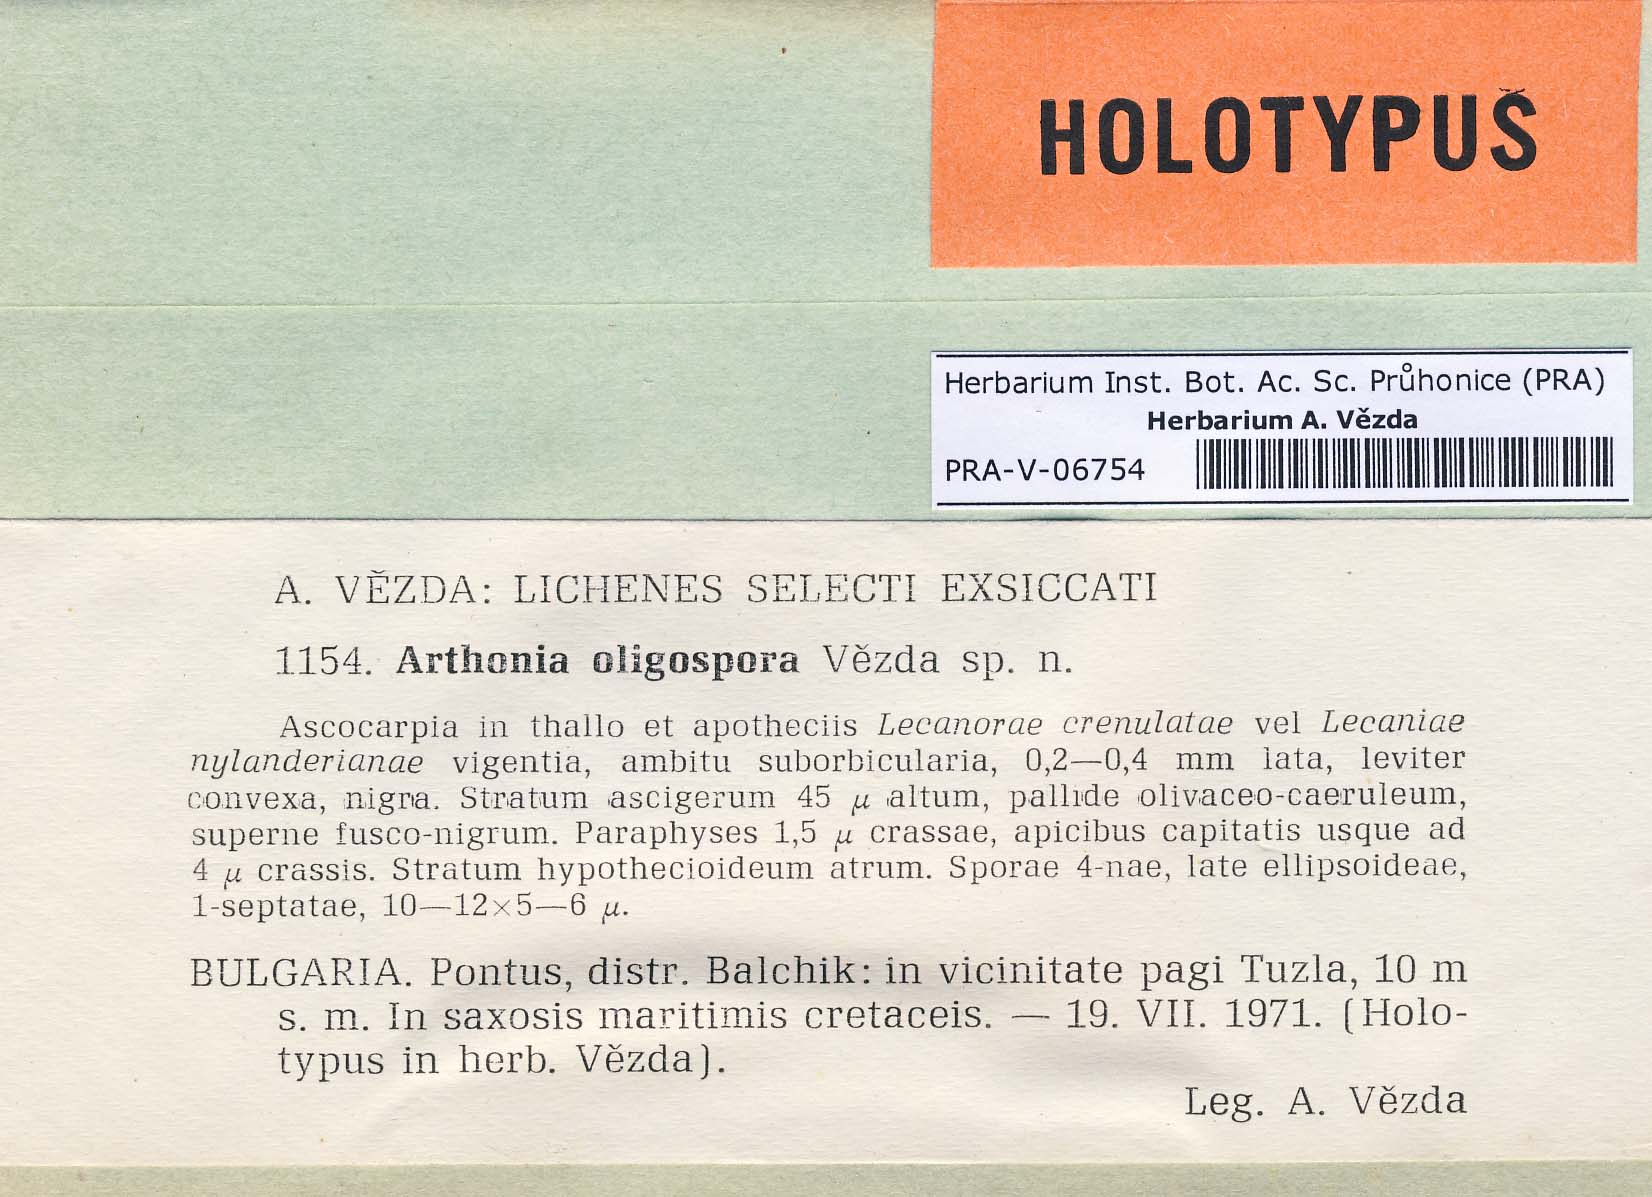 HOLOTYPUŠ
Herbarium Inst. Bot. Ac. Sc. Průhonice (PRA)
Herbarium A. Vězda
PRA-V-06754
A. VĚZDA: LICHENES SELECTI EXSICCATI
1154. Arthonia oligospora Vězda sp. n.
Ascocarpia in thallo et apotheciis Lecanorae crenulatae vel Lecaniae
nylanderianae vigentia, ambitu suborbicularia, 0,2—0,4 mm lata, leviter
convexa, nigra. Stratum ascigerum 45 μ altum, pallide olivaceo-caeruleum,
superne fusco-nigrum. Paraphyses 1,5 μ crassae, apicibus capitatis usque ad
4 μ crassis. Stratum hypothecioideum atrum. Sporae 4-nae, late ellipsoideae,
1-septatae, 10—12×5—6 μ.
BULGARIA. Pontus, distr. Balchik: in vicinitate pagi Tuzla, 10 m
s. m. In saxosis maritimis cretaceis. — 19. VII. 1971. (Holo-
typus in herb. Vězda).
Leg. A. Vězda